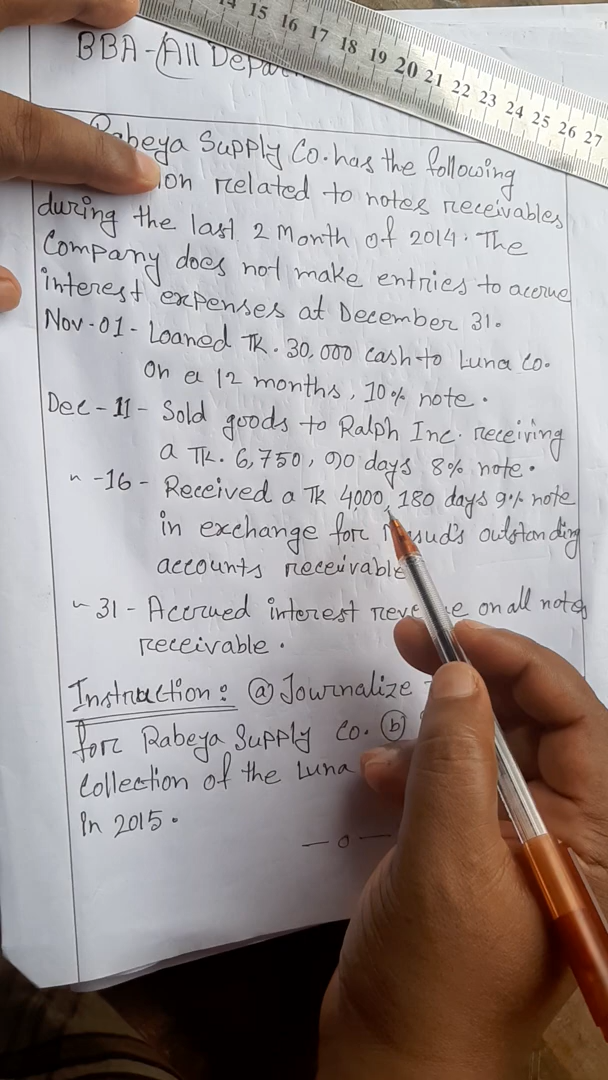 14 15 16 17 18 19 20 21 22 23 24 25 26 27
BBA - (All
Rabeya Supply Co. has the following
related to notes receivables
during the last 2 Month of 2014. The
Company does not make entries to accrue
interest expenses at December 31.
Nov-01 - Loaned TK. 30,000 cash to Luna Co.
On a 12 months, 10% note.
Dec-11 - Sold goods to Ralph Inc. receiving
a TK. 6,750, 90 days 8% note.
" -16 - Received a TK 4000, 180 days 9% note
in exchange for outstanding
accounts receivable
" 31 - Accrued interest revenue on all notes
receivable.
Instruction: (a) Journalize
for Rabeya Supply Co. (b)
Collection of the Luna
in 2015.
— o —